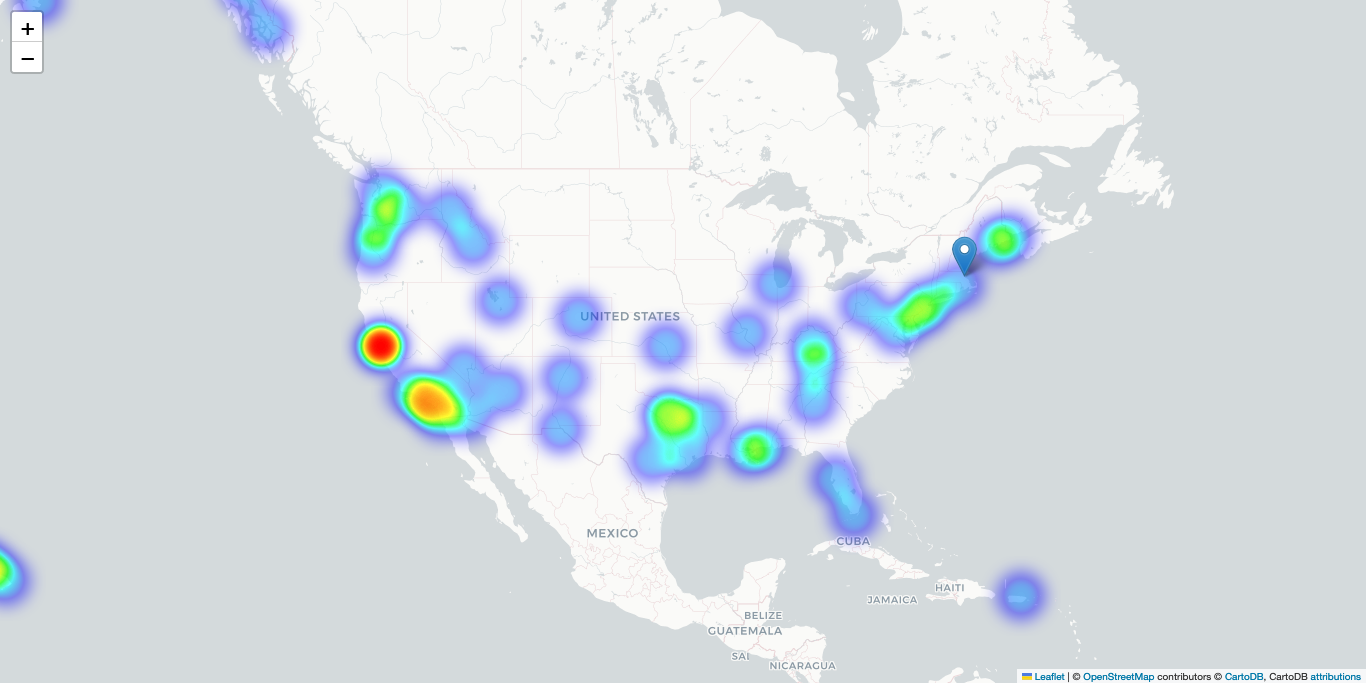 +
−
UNITED STATES
MEXICO
CUBA
HAITI
JAMAICA
BELIZE
GUATEMALA
SAL
NICARAGUA
Leaflet | © OpenStreetMap contributors © CartoDB, CartoDB attributions